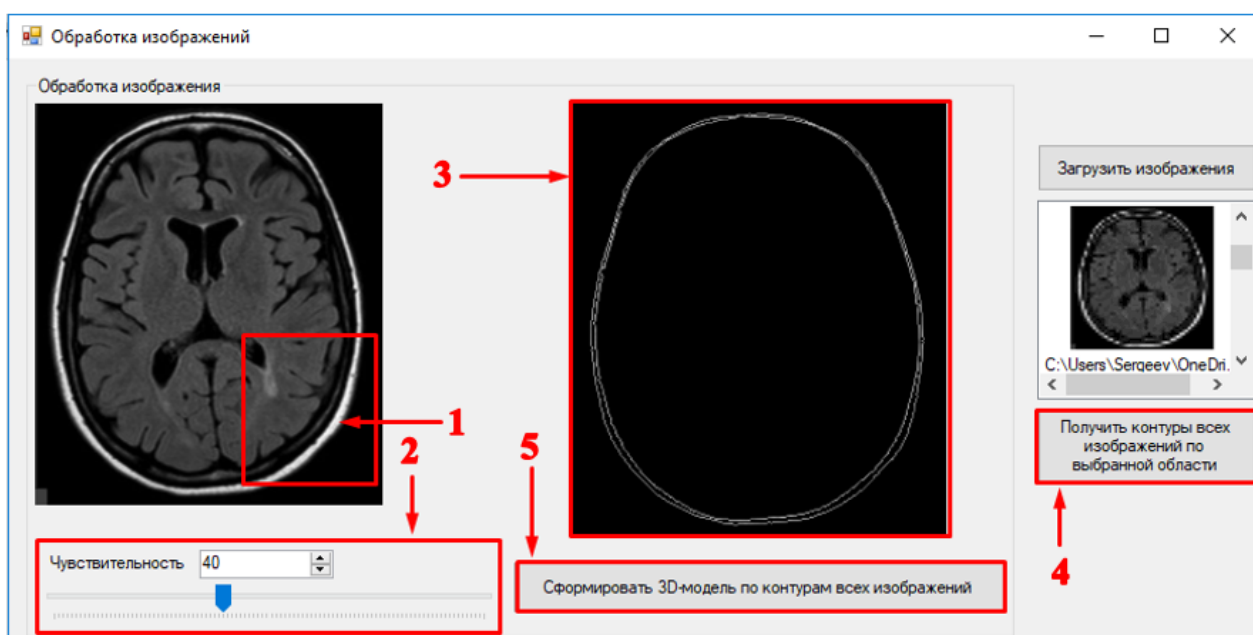 Обработка изображений
Обработка изображения
3
Загрузить изображения
C:\Users\Sergeev\OneDri.
1
2
5
Получить контуры всех
изображений по
выбранной области
4
Чувствительность 40
Сформировать 3D-модель по контурам всех изображений